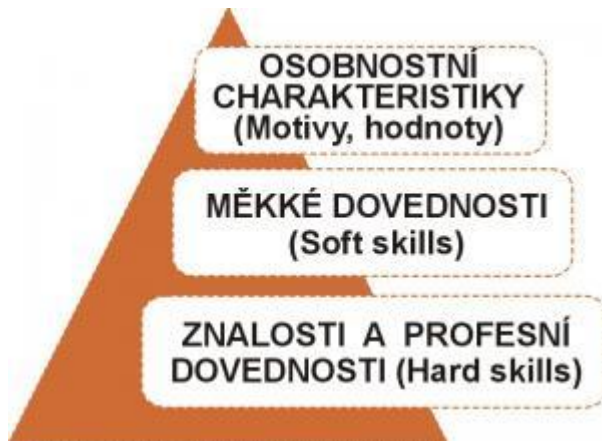 OSOBNOSTNÍ
CHARAKTERISTIKY
(Motivy, hodnoty)
MĚKKÉ DOVEDNOSTI
(Soft skills)
ZNALOSTI A PROFESNÍ
DOVEDNOSTI (Hard skills)